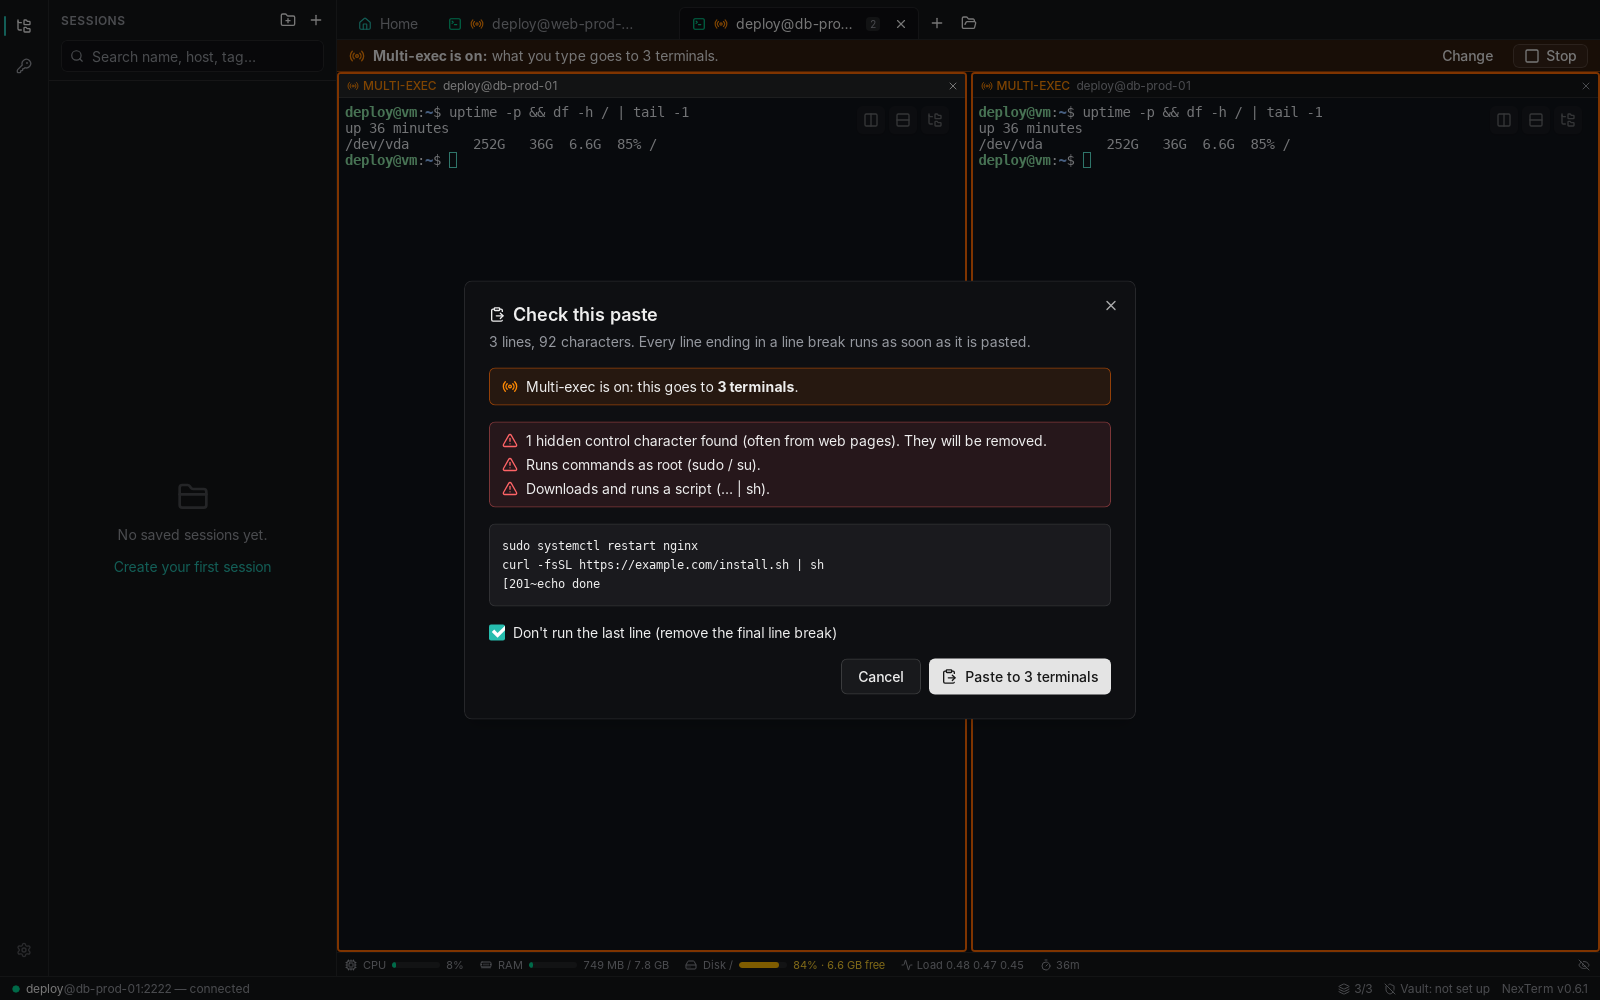 SESSIONS
Search name, host, tag...
No saved sessions yet.
Create your first session
Home
deploy@web-prod-...
deploy@db-pro...
2
Multi-exec is on: what you type goes to 3 terminals.
Change
Stop
MULTI-EXEC deploy@db-prod-01
deploy@vm:~$ uptime -p && df -h / | tail -1
up 36 minutes
/dev/vda 252G 36G 6.6G 85% /
deploy@vm:~$
MULTI-EXEC deploy@db-prod-01
deploy@vm:~$ uptime -p && df -h / | tail -1
up 36 minutes
/dev/vda 252G 36G 6.6G 85% /
deploy@vm:~$
Check this paste
3 lines, 92 characters. Every line ending in a line break runs as soon as it is pasted.
Multi-exec is on: this goes to 3 terminals.
1 hidden control character found (often from web pages). They will be removed.
Runs commands as root (sudo / su).
Downloads and runs a script (... | sh).
sudo systemctl restart nginx
curl -fsSL https://example.com/install.sh | sh
[201~echo done
Don't run the last line (remove the final line break)
Cancel
Paste to 3 terminals
CPU 8% RAM 749 MB / 7.8 GB Disk / 84% · 6.6 GB free Load 0.48 0.47 0.45 36m
deploy@db-prod-01:2222 — connected
3/3 Vault: not set up NexTerm v0.6.1